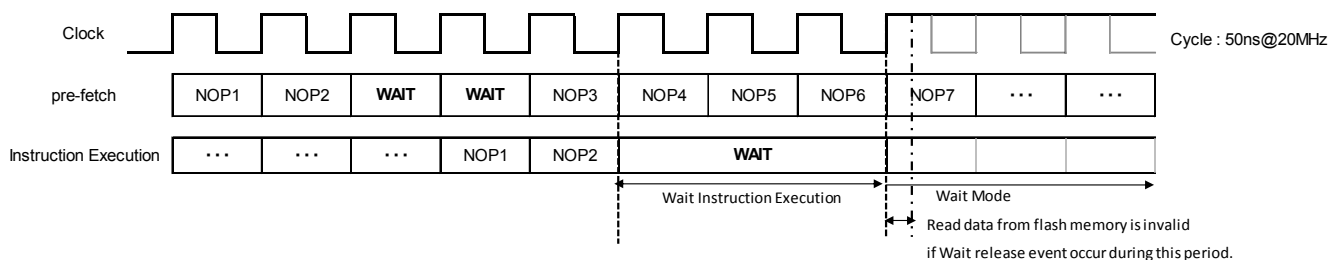 Clock
Cycle : 50ns@20MHz
pre-fetch NOP1 NOP2 WAIT WAIT NOP3 NOP4 NOP5 NOP6 NOP7 ··· ···
Instruction Execution ··· ··· ··· NOP1 NOP2 WAIT
Wait Instruction Execution Wait Mode
Read data from flash memory is invalid
if Wait release event occur during this period.